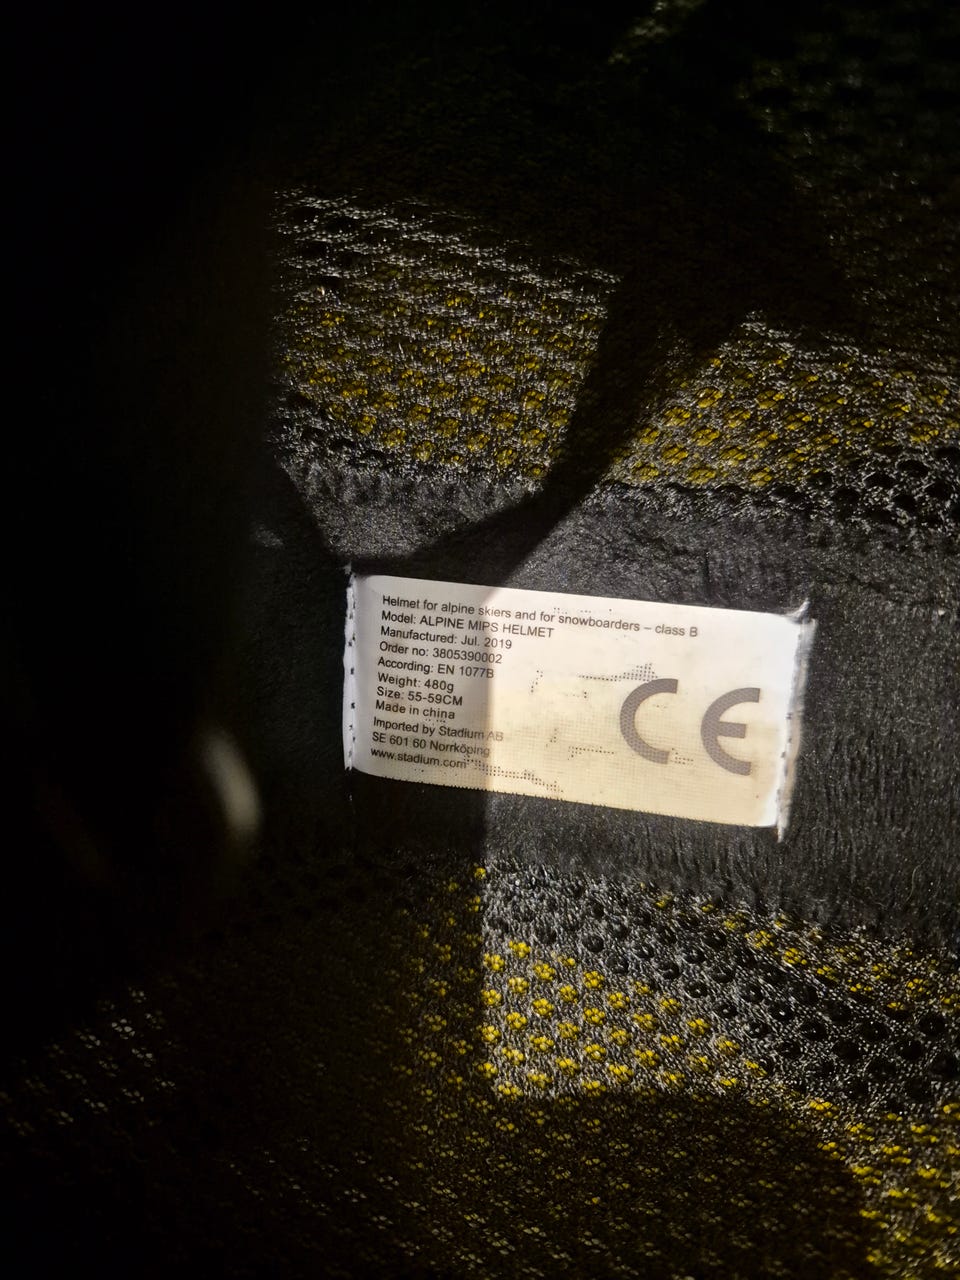 Helmet for alpine skiers and for snowboarders – class B
Model: ALPINE MIPS HELMET
Manufactured: Jul. 2019
Order no: 3805390002
According: EN 1077B
Weight: 480g
Size: 55-59CM
Made in china
Imported by Stadium AB
SE 601 60 Norrköping
www.stadium.com
CE